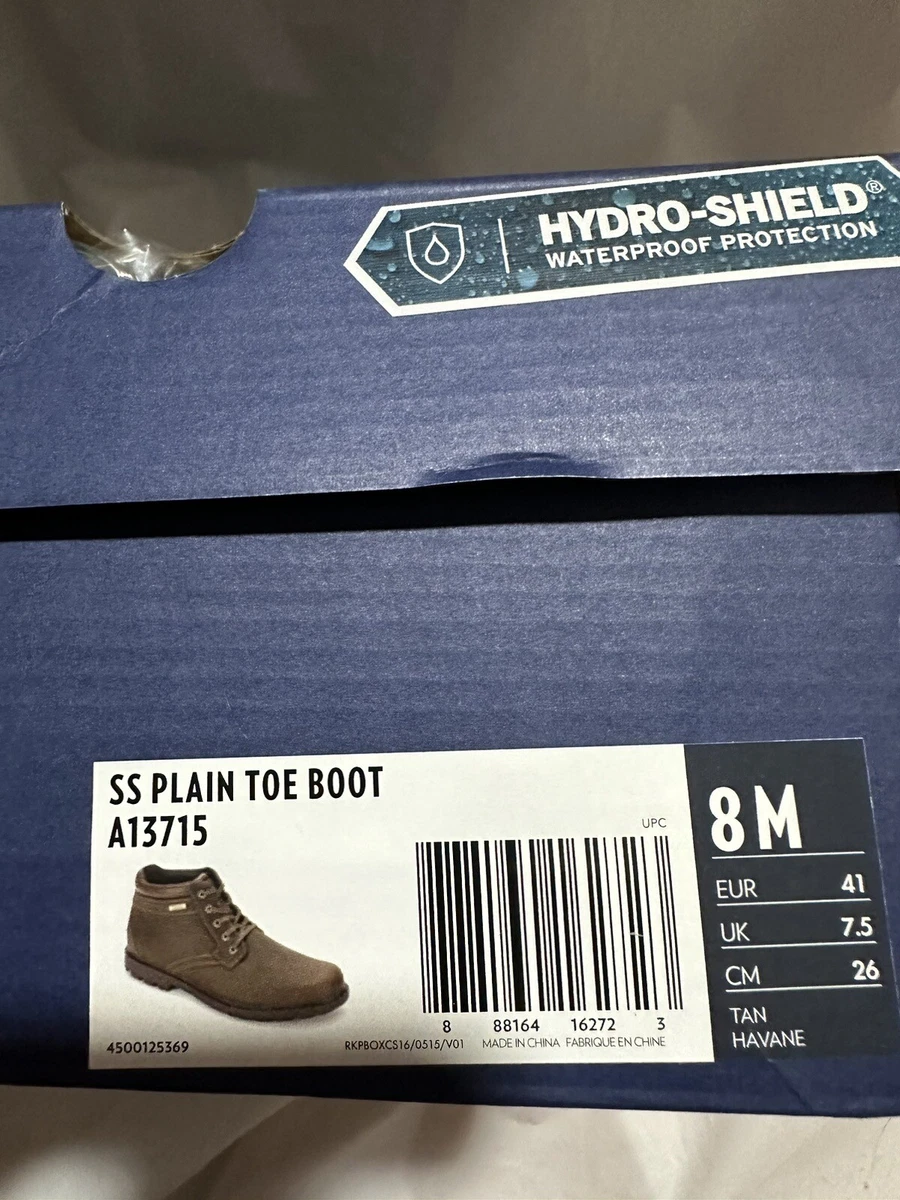 HYDRO-SHIELD®
WATERPROOF PROTECTION
SS PLAIN TOE BOOT
A13715
UPC
8 88164 16272 3
4500125369
RKPBOXCS16/0515/V01 MADE IN CHINA FABRIQUE EN CHINE
8 M
EUR 41
UK 7.5
CM 26
TAN
HAVANE